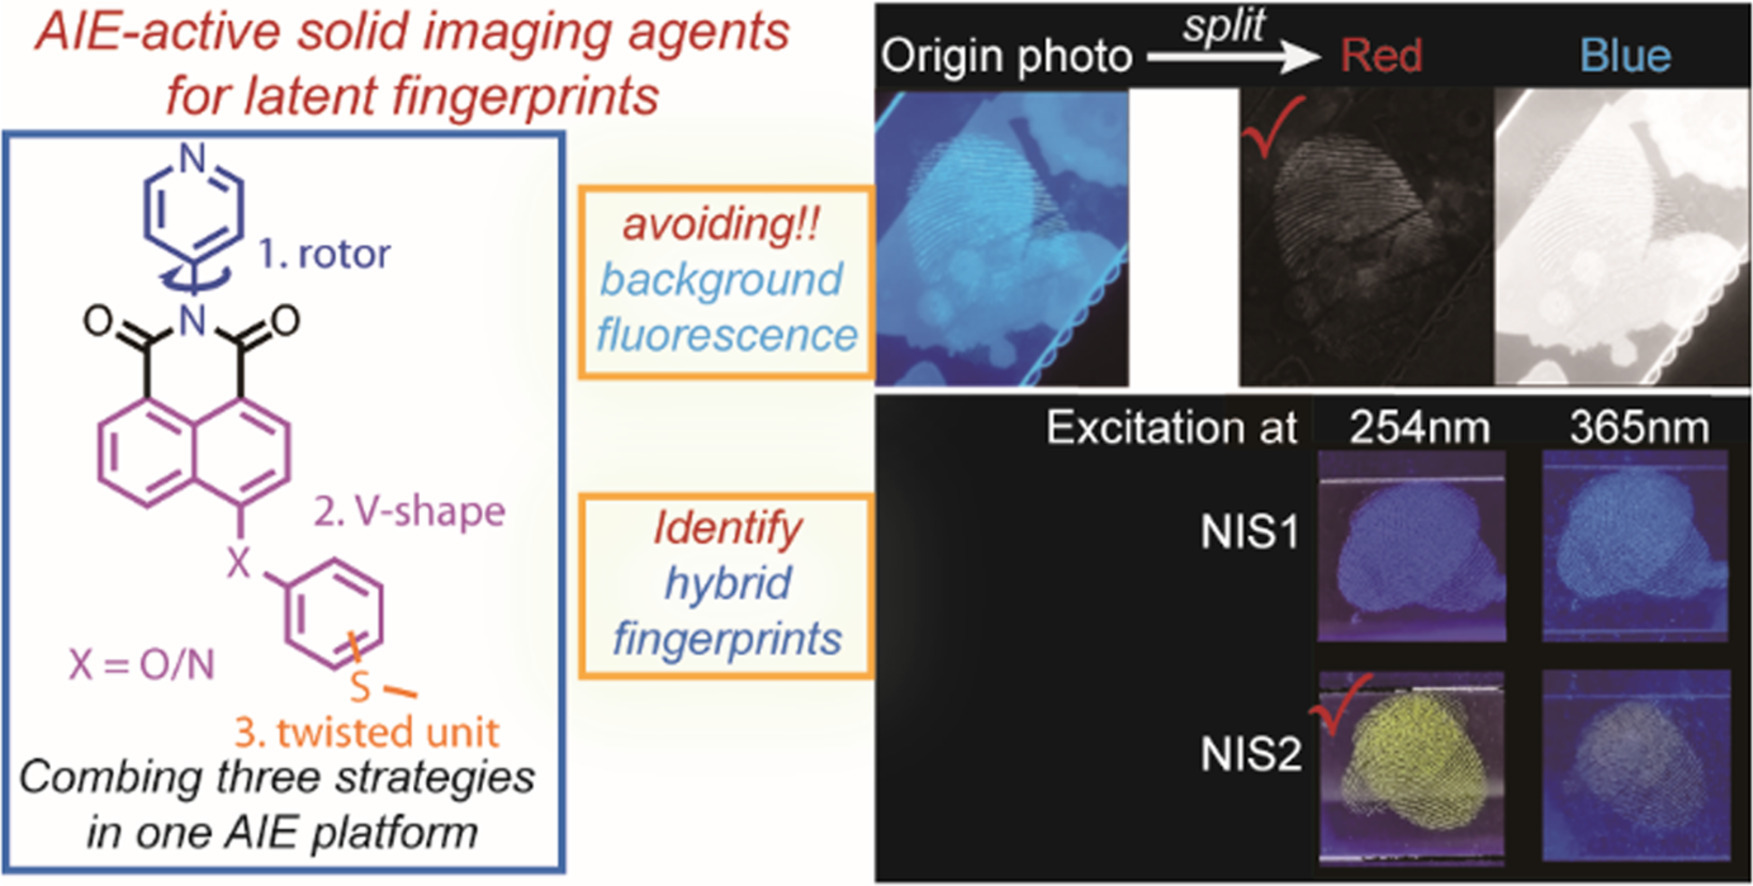 AIE-active solid imaging agents
for latent fingerprints
N
1. rotor
O N O
2. V-shape
X
X = O/N
S
3. twisted unit
Combing three strategies
in one AIE platform
avoiding!!
background
fluorescence
Identify
hybrid
fingerprints
Origin photo split Red Blue
Excitation at 254nm 365nm
NIS1
NIS2